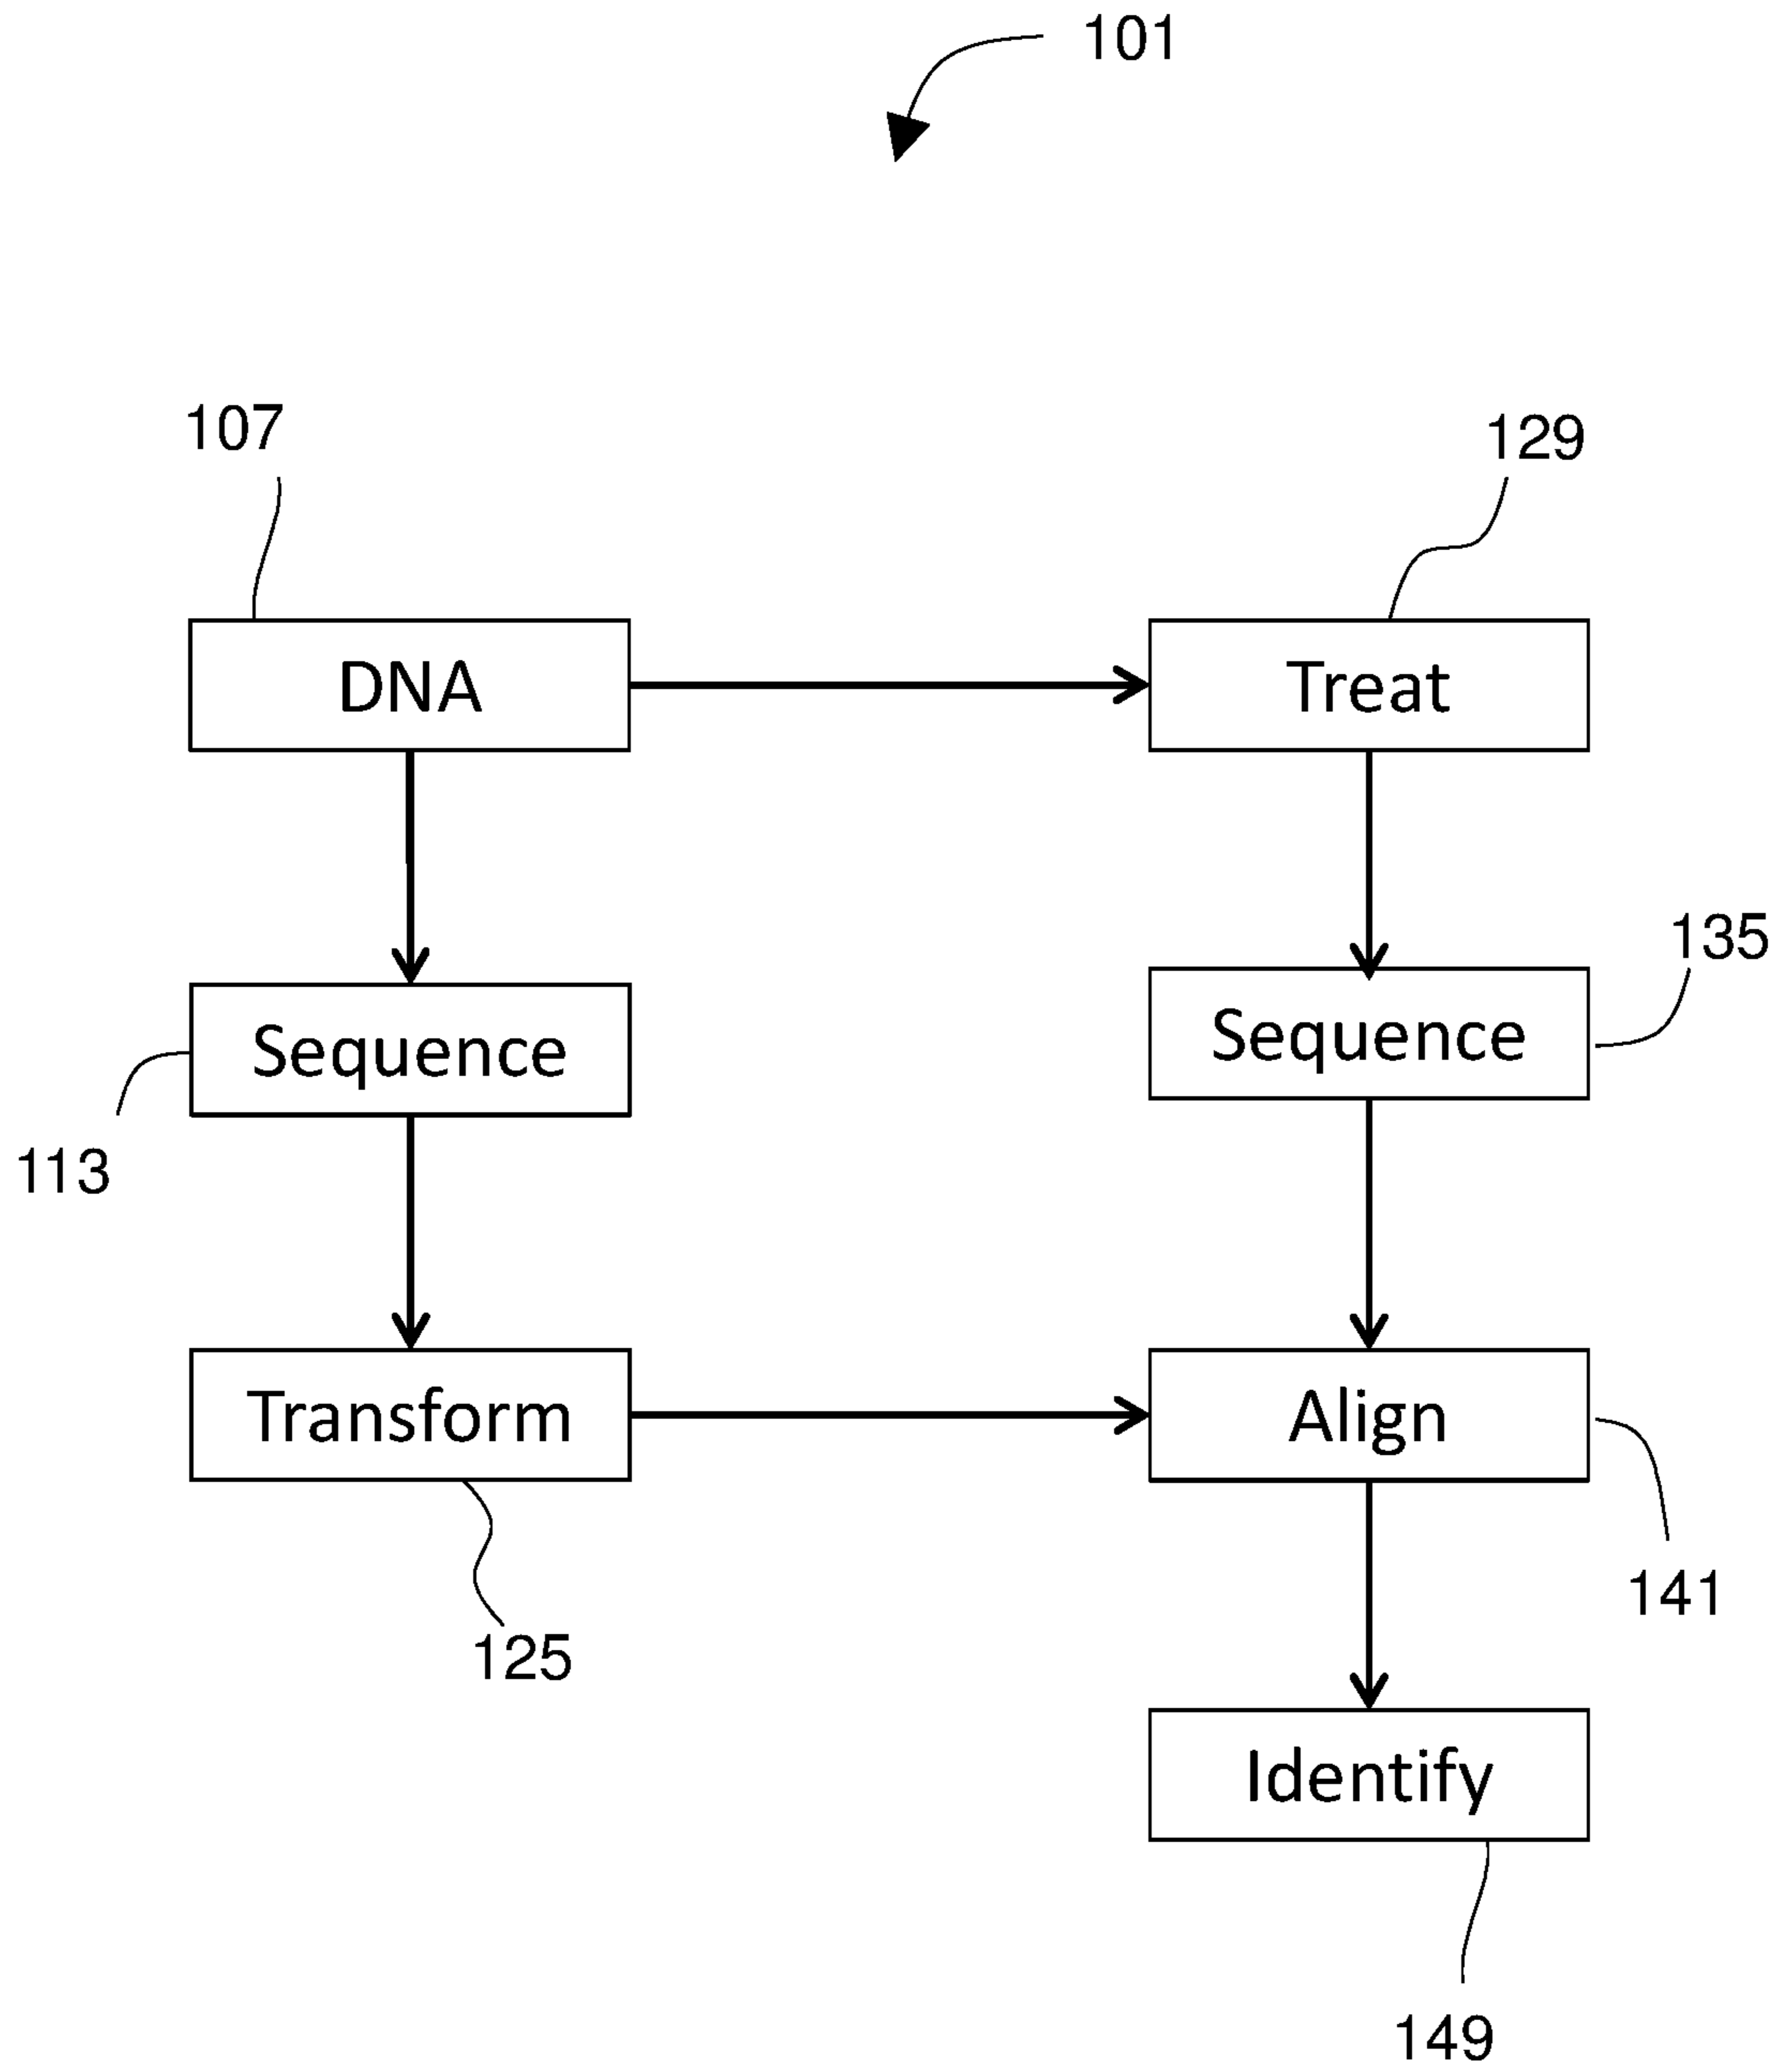 101
107
129
DNA
Treat
135
Sequence
Sequence
113
Transform
Align
141
125
Identify
149